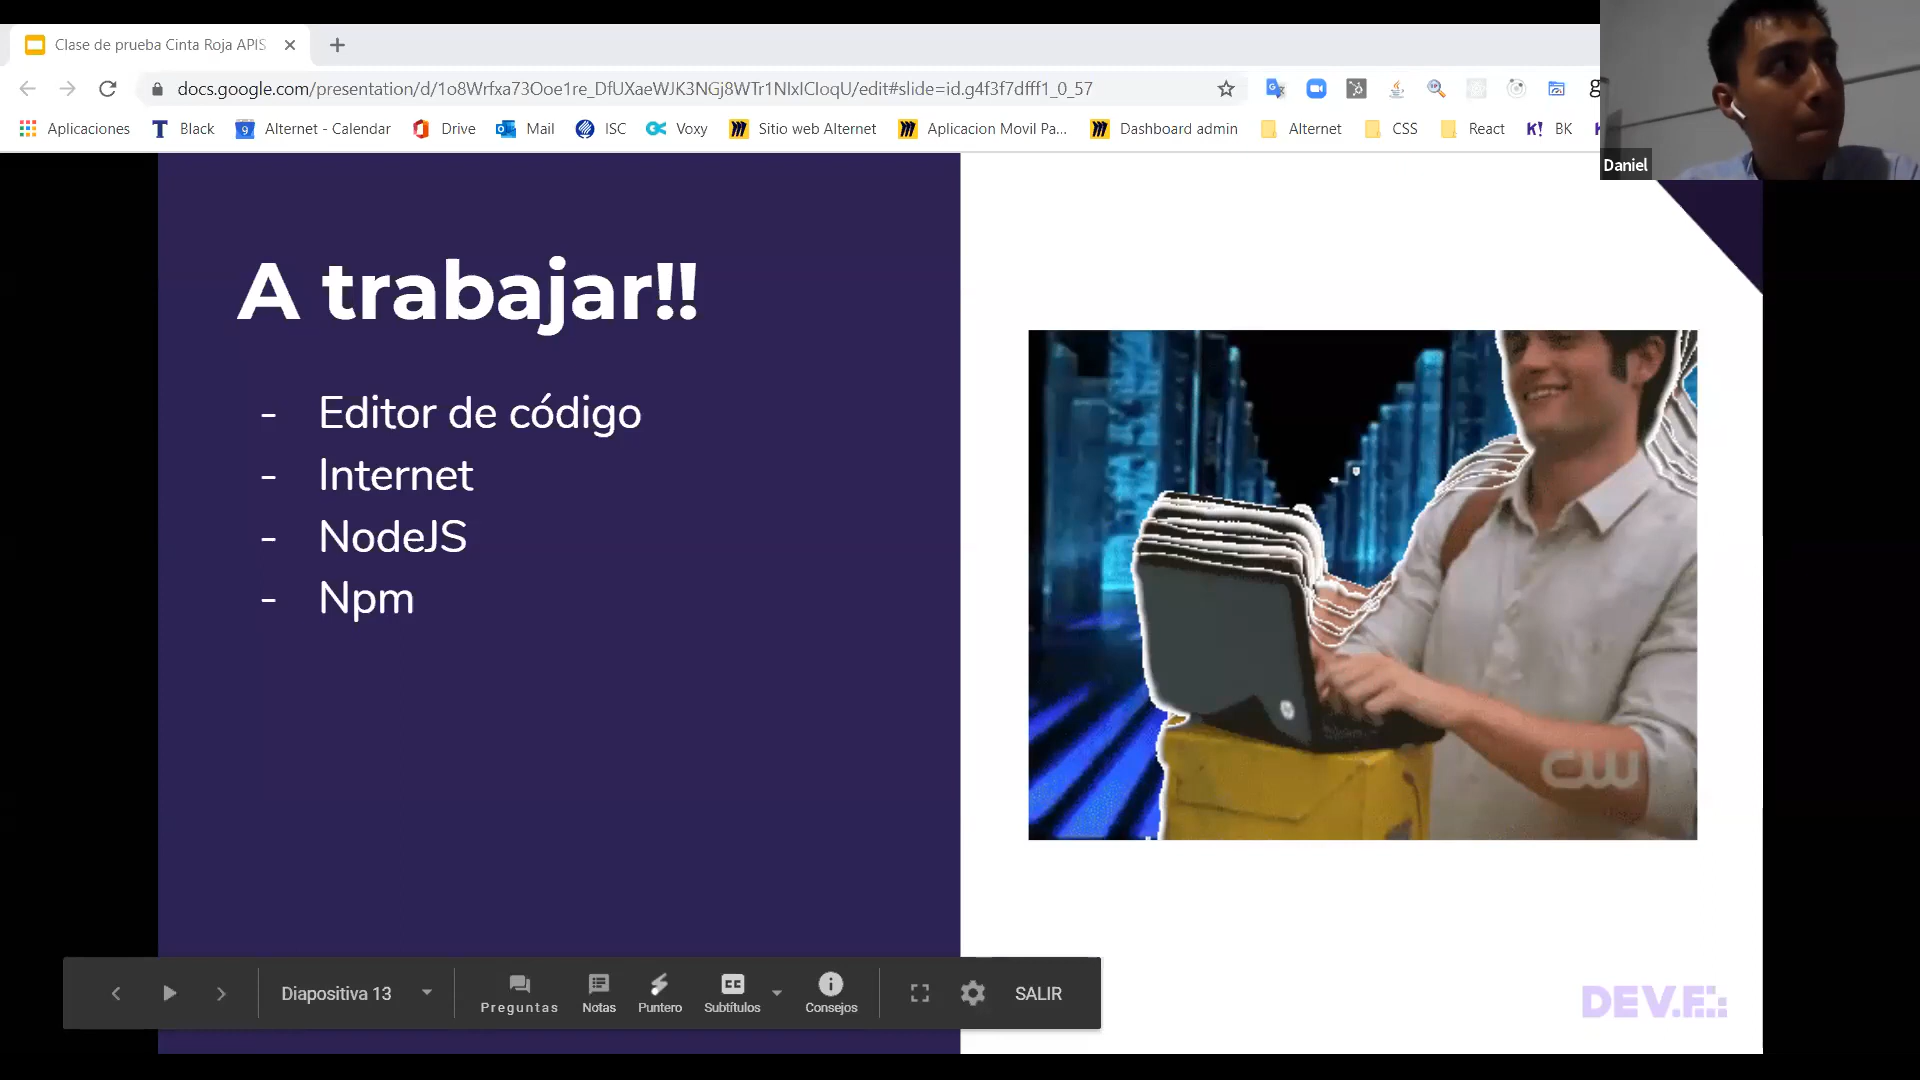 Clase de prueba Cinta Roja APIS
docs.google.com/presentation/d/1o8Wrfxa73Ooe1re_DfUXaeWJK3NGj8WTr1NIxlCIoqU/edit#slide=id.g4f3f7dfff1_0_57
Aplicaciones Black Alternet - Calendar Drive Mail ISC Voxy Sitio web Alternet Aplicacion Movil Pa... Dashboard admin Alternet CSS React BK
Daniel
A trabajar!!
- Editor de código
- Internet
- NodeJS
- Npm
CW
Diapositiva 13 Preguntas Notas Puntero Subtítulos Consejos SALIR
DEV.F